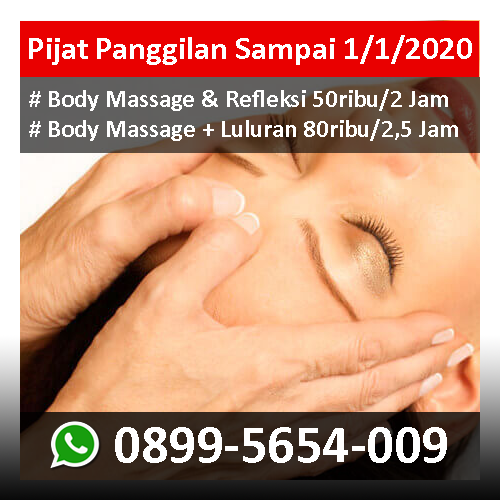 Pijat Panggilan Sampai 1/1/2020
# Body Massage & Refleksi 50ribu/2 Jam
# Body Massage + Luluran 80ribu/2,5 Jam
0899-5654-009